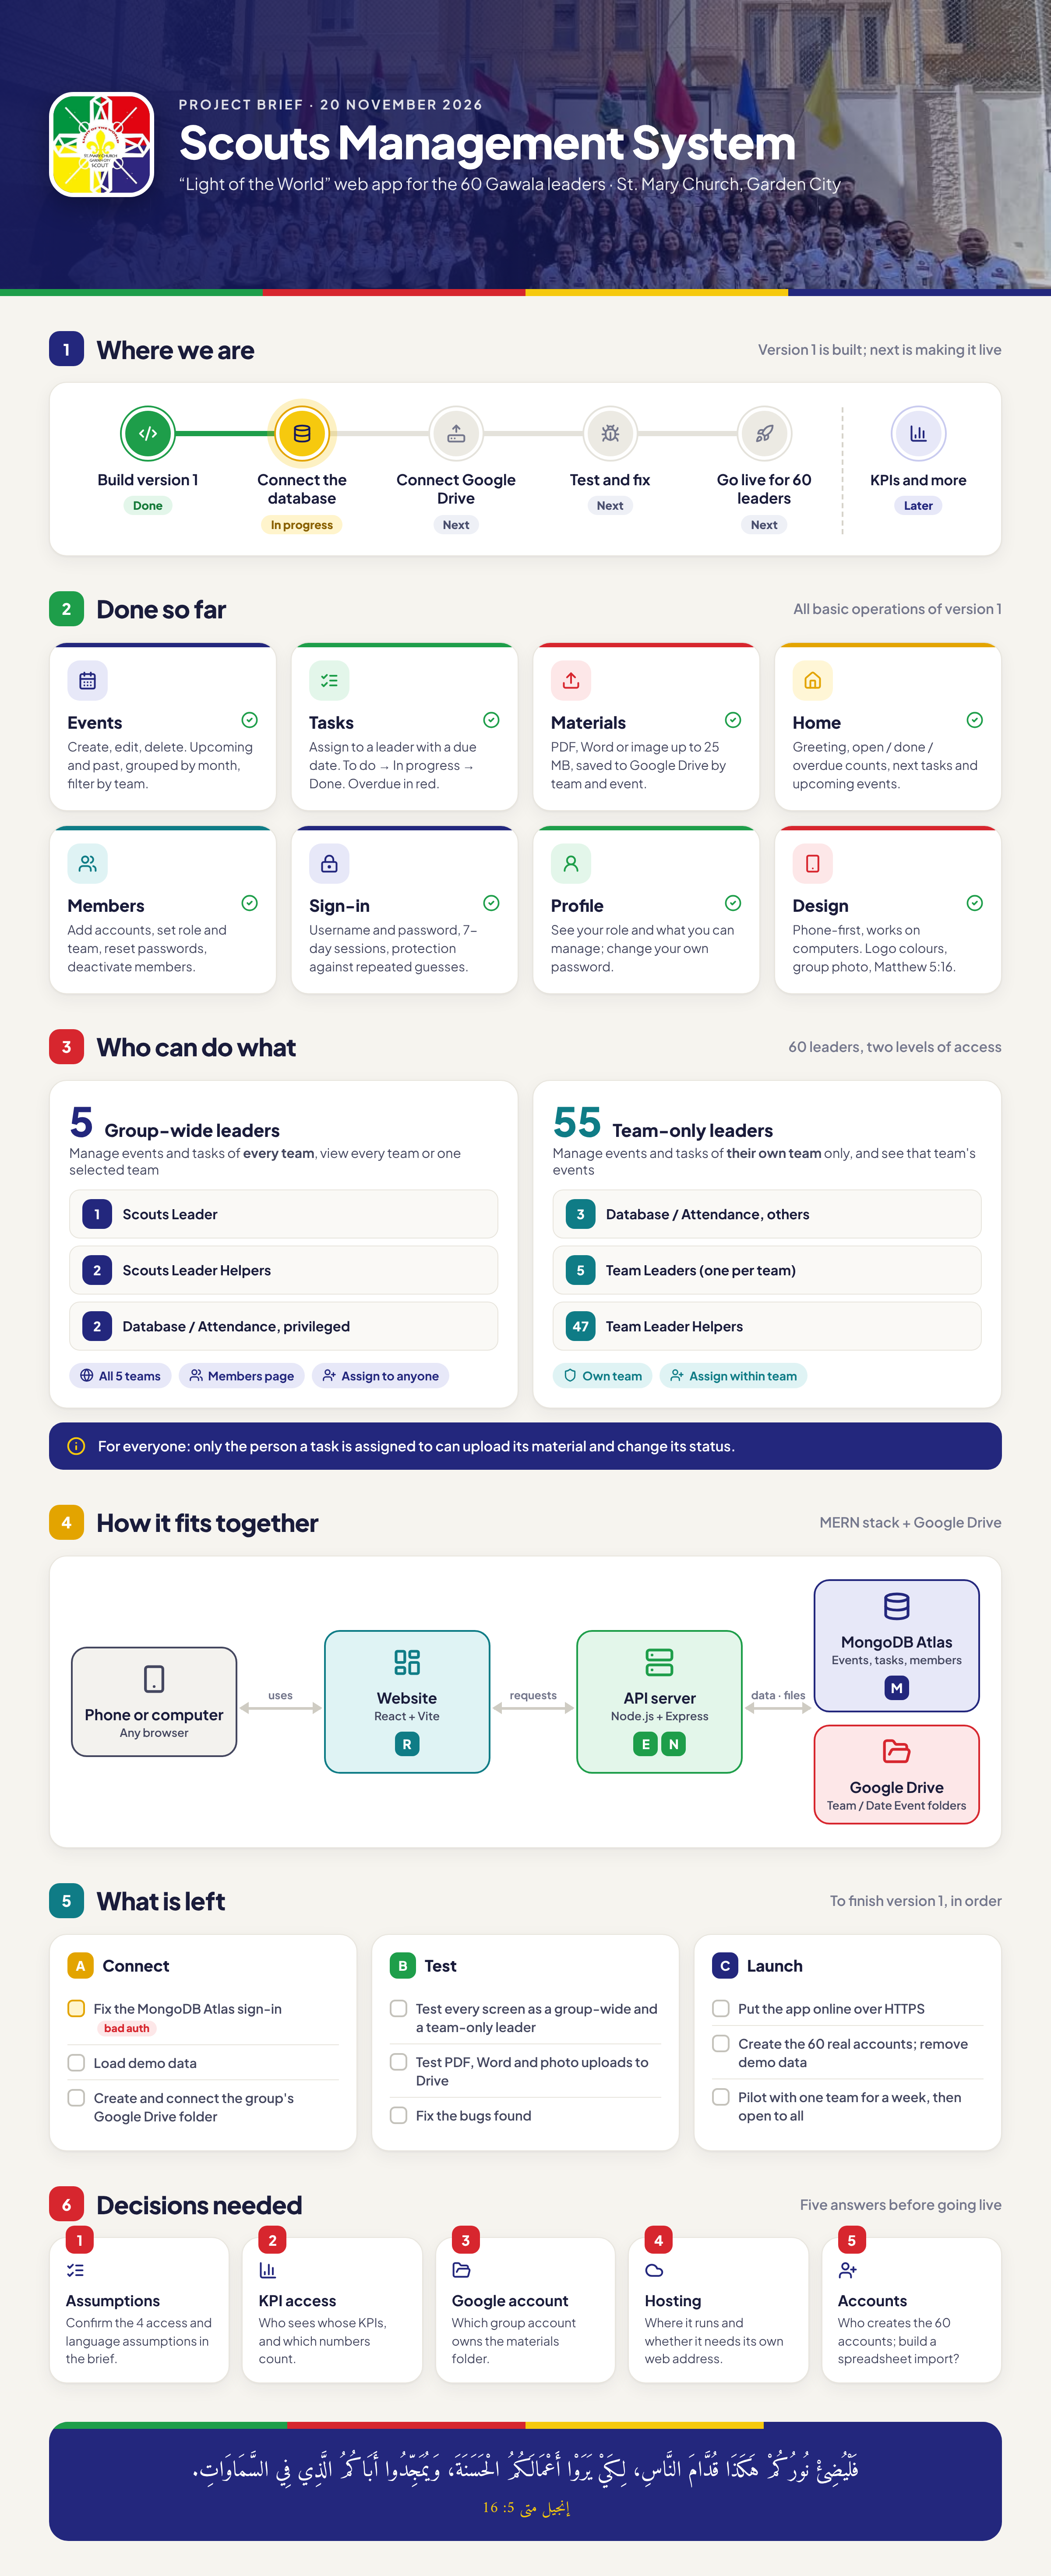 PROJECT BRIEF · 20 NOVEMBER 2026
Scouts Management System
“Light of the World” web app for the 60 Gawala leaders · St. Mary Church, Garden City
1 Where we are
Version 1 is built; next is making it live
Build version 1
Done
Connect the
database
In progress
Connect Google
Drive
Next
Test and fix
Next
Go live for 60
leaders
Next
KPIs and more
Later
2 Done so far
All basic operations of version 1
Events
Create, edit, delete. Upcoming
and past, grouped by month,
filter by team.
Tasks
Assign to a leader with a due
date. To do → In progress →
Done. Overdue in red.
Materials
PDF, Word or image up to 25
MB, saved to Google Drive by
team and event.
Home
Greeting, open / done /
overdue counts, next tasks and
upcoming events.
Members
Add accounts, set role and
team, reset passwords,
deactivate members.
Sign-in
Username and password, 7-
day sessions, protection
against repeated guesses.
Profile
See your role and what you can
manage; change your own
password.
Design
Phone-first, works on
computers. Logo colours,
group photo, Matthew 5:16.
3 Who can do what
60 leaders, two levels of access
5 Group-wide leaders
Manage events and tasks of every team, view every team or one
selected team
1 Scouts Leader
2 Scouts Leader Helpers
2 Database / Attendance, privileged
All 5 teams
Members page
Assign to anyone
55 Team-only leaders
Manage events and tasks of their own team only, and see that team's
events
3 Database / Attendance, others
5 Team Leaders (one per team)
47 Team Leader Helpers
Own team
Assign within team
For everyone: only the person a task is assigned to can upload its material and change its status.
4 How it fits together
MERN stack + Google Drive
Phone or computer
Any browser
uses
Website
React + Vite
R
requests
API server
Node.js + Express
E N
data · files
MongoDB Atlas
Events, tasks, members
M
Google Drive
Team / Date Event folders
5 What is left
To finish version 1, in order
A Connect
Fix the MongoDB Atlas sign-in
bad auth
Load demo data
Create and connect the group's
Google Drive folder
B Test
Test every screen as a group-wide and
a team-only leader
Test PDF, Word and photo uploads to
Drive
Fix the bugs found
C Launch
Put the app online over HTTPS
Create the 60 real accounts; remove
demo data
Pilot with one team for a week, then
open to all
6 Decisions needed
Five answers before going live
1
Assumptions
Confirm the 4 access and
language assumptions in
the brief.
2
KPI access
Who sees whose KPIs,
and which numbers
count.
3
Google account
Which group account
owns the materials
folder.
4
Hosting
Where it runs and
whether it needs its own
web address.
5
Accounts
Who creates the 60
accounts; build a
spreadsheet import?
فَلْيُضِئْ نُورُكُمْ هَكَذَا قُدَّامَ النَّاسِ، لِكَيْ يَرَوْا أَعْمَالَكُمُ الْحَسَنَةَ، وَيُمَجِّدُوا أَبَاكُمُ الَّذِي فِي السَّمَاوَاتِ.
إنجيل متى 5: 16